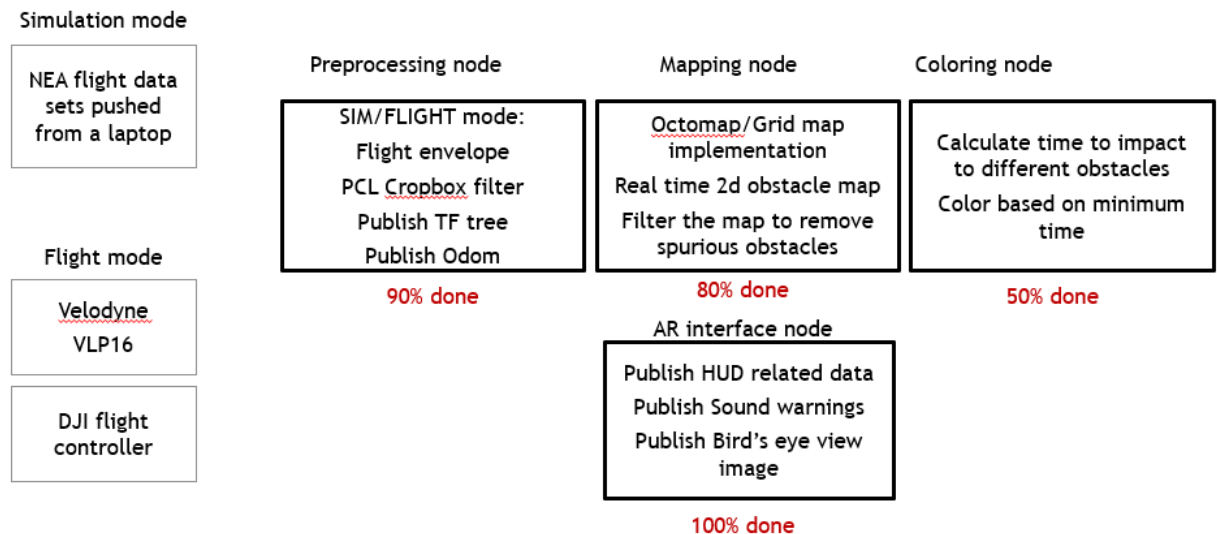 Simulation mode
NEA flight data
sets pushed
from a laptop
Flight mode
Velodyne
VLP16
DJI flight
controller
Preprocessing node
SIM/FLIGHT mode:
Flight envelope
PCL Cropbox filter
Publish TF tree
Publish Odom
90% done
Mapping node
Octomap/Grid map
implementation
Real time 2d obstacle map
Filter the map to remove
spurious obstacles
80% done
Coloring node
Calculate time to impact
to different obstacles
Color based on minimum
time
50% done
AR interface node
Publish HUD related data
Publish Sound warnings
Publish Bird's eye view
image
100% done